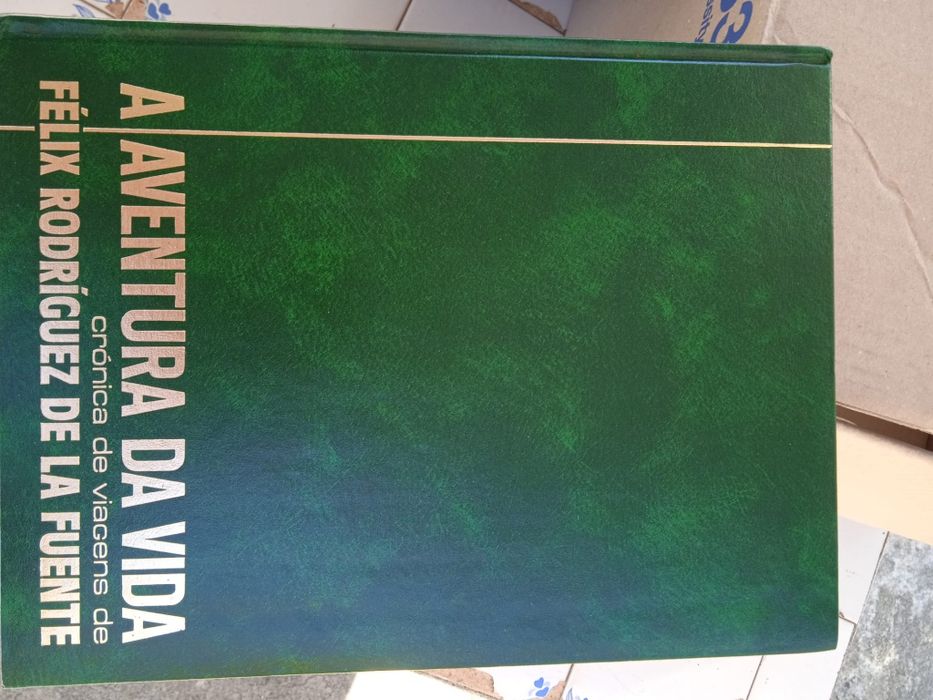 A AVENTURA DA VIDA
crónica de viagens de
FÉLIX RODRÍGUEZ DE LA FUENTE